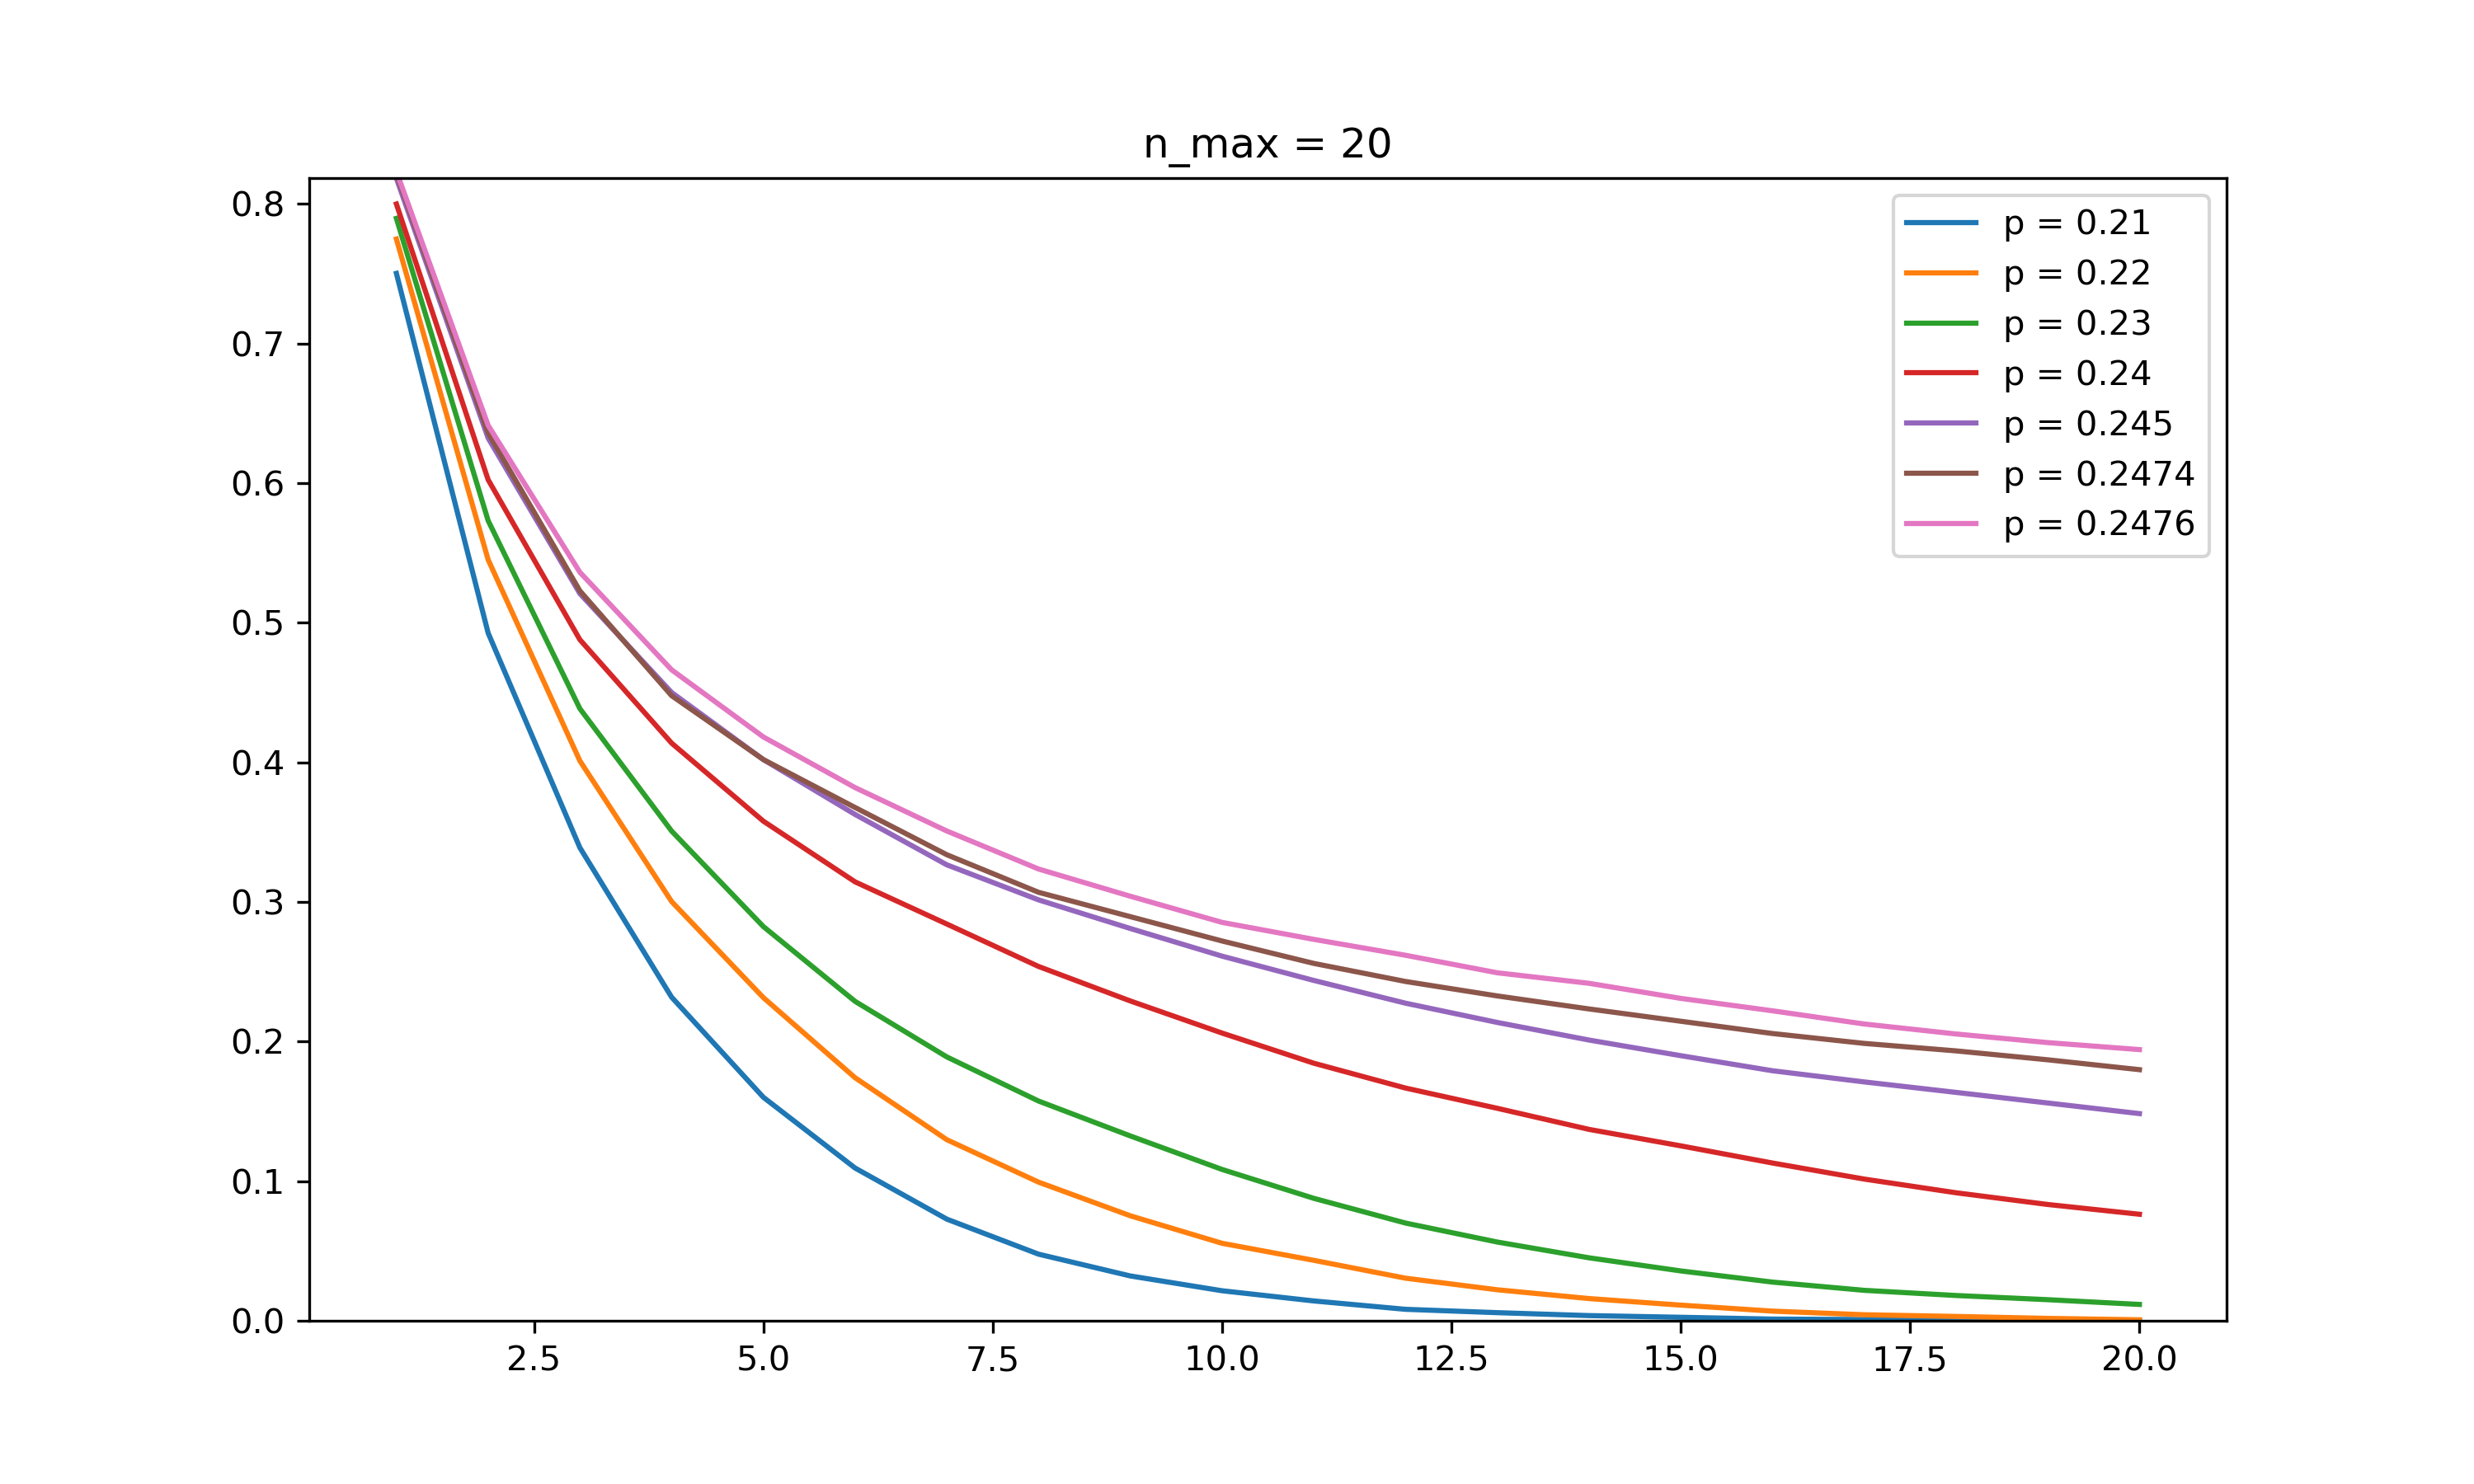 n_max = 20
0.8
0.7
0.6
0.5
0.4
0.3
0.2
0.1
0.0
2.5 5.0 7.5 10.0 12.5 15.0 17.5 20.0
p = 0.21
p = 0.22
p = 0.23
p = 0.24
p = 0.245
p = 0.2474
p = 0.2476